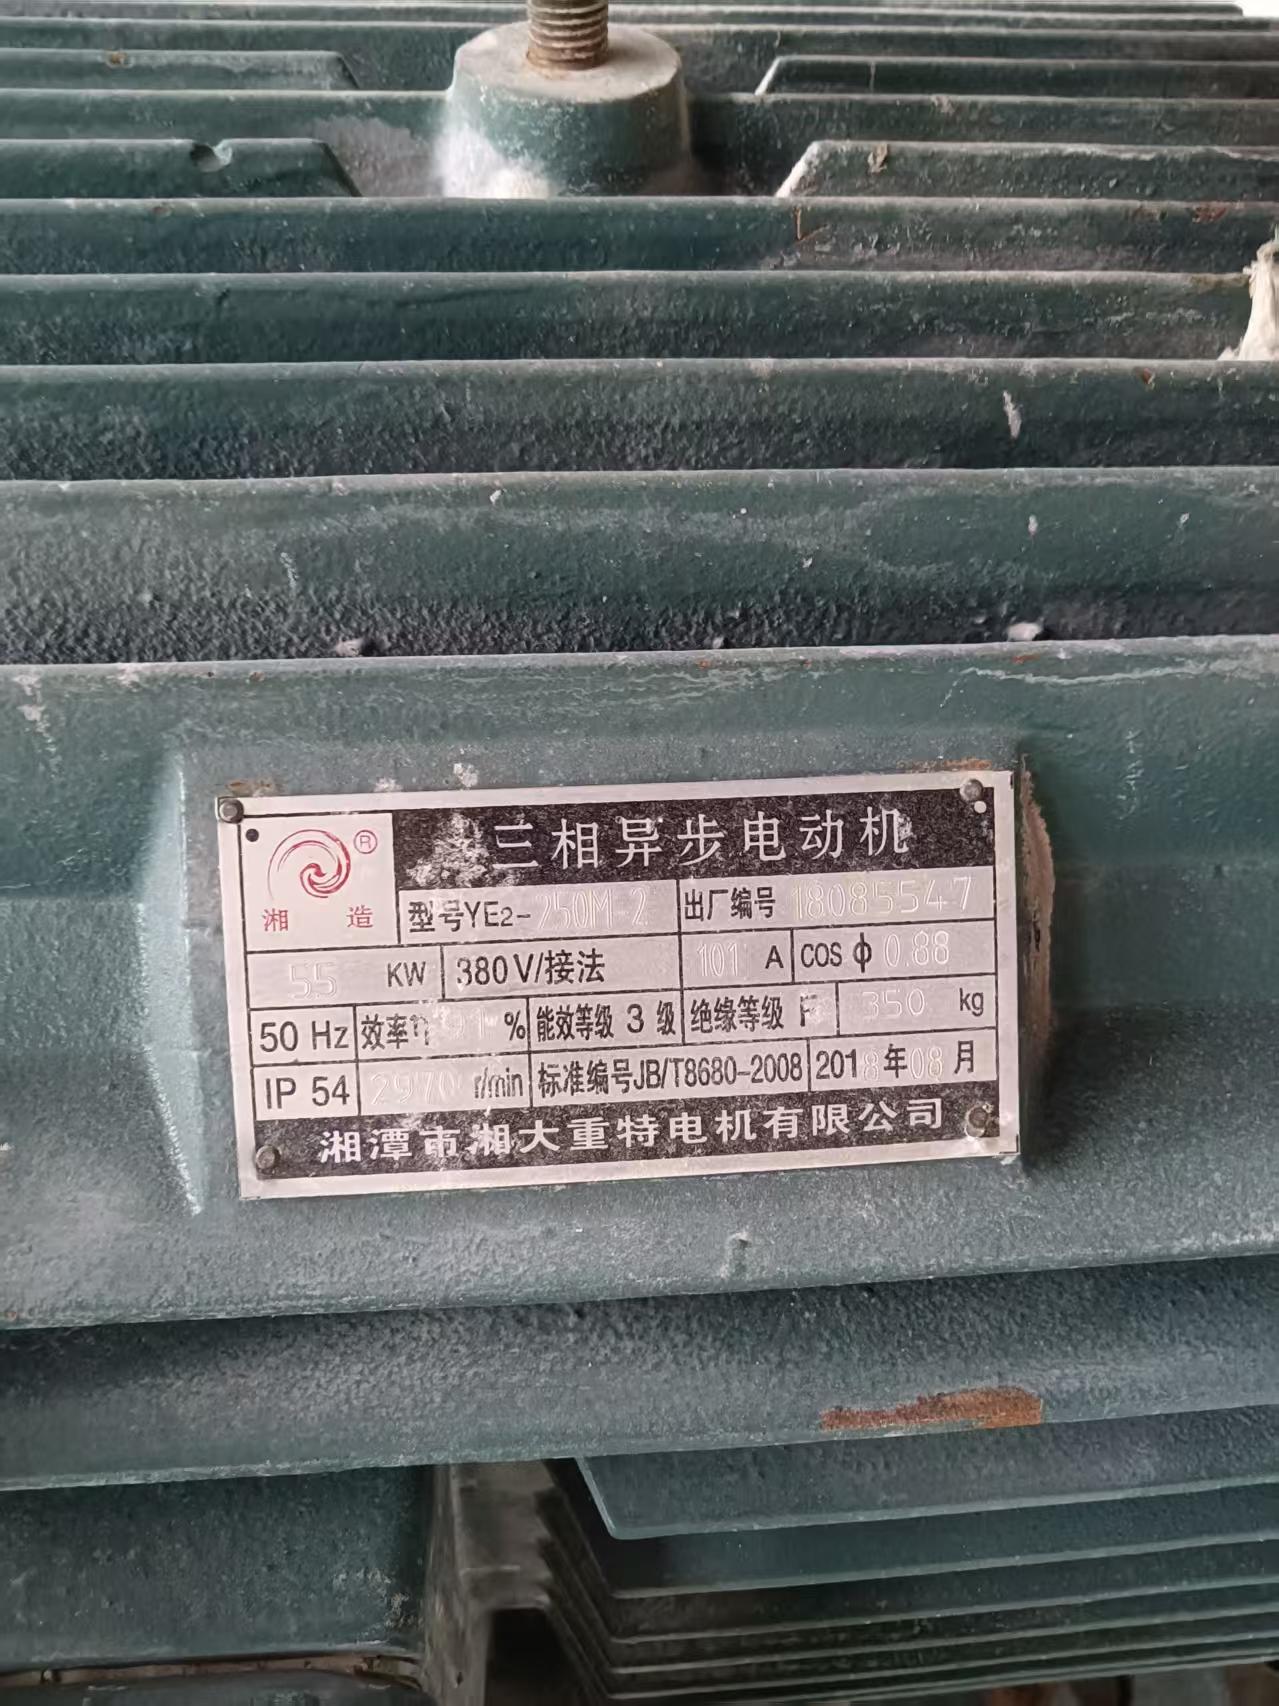 三相异步电动机
®
湘 造
型号YE2-250M-2 出厂编号 18085547
55 KW 380V/接法 101 A COS ф 0.88
50 Hz 效率η 91 % 能效等级 3 级 绝缘等级 F 350 kg
IP 54 2970 r/min 标准编号JB/T8680-2008 2018年08月
湘潭市湘大重特电机有限公司